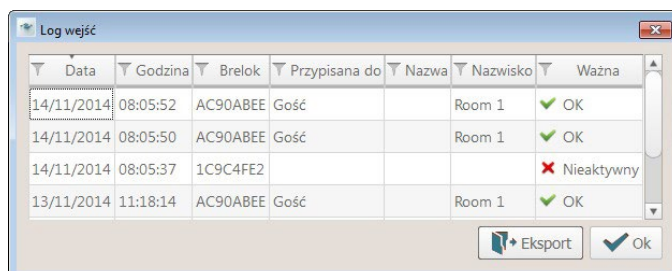 Log wejść
Data Godzina Brelok Przypisana do Nazwa Nazwisko Ważna
14/11/2014 08:05:52 AC90ABEE Gość Room 1 OK
14/11/2014 08:05:50 AC90ABEE Gość Room 1 OK
14/11/2014 08:05:37 1C9C4FE2 Nieaktywny
13/11/2014 11:18:14 AC90ABEE Gość Room 1 OK
Eksport Ok